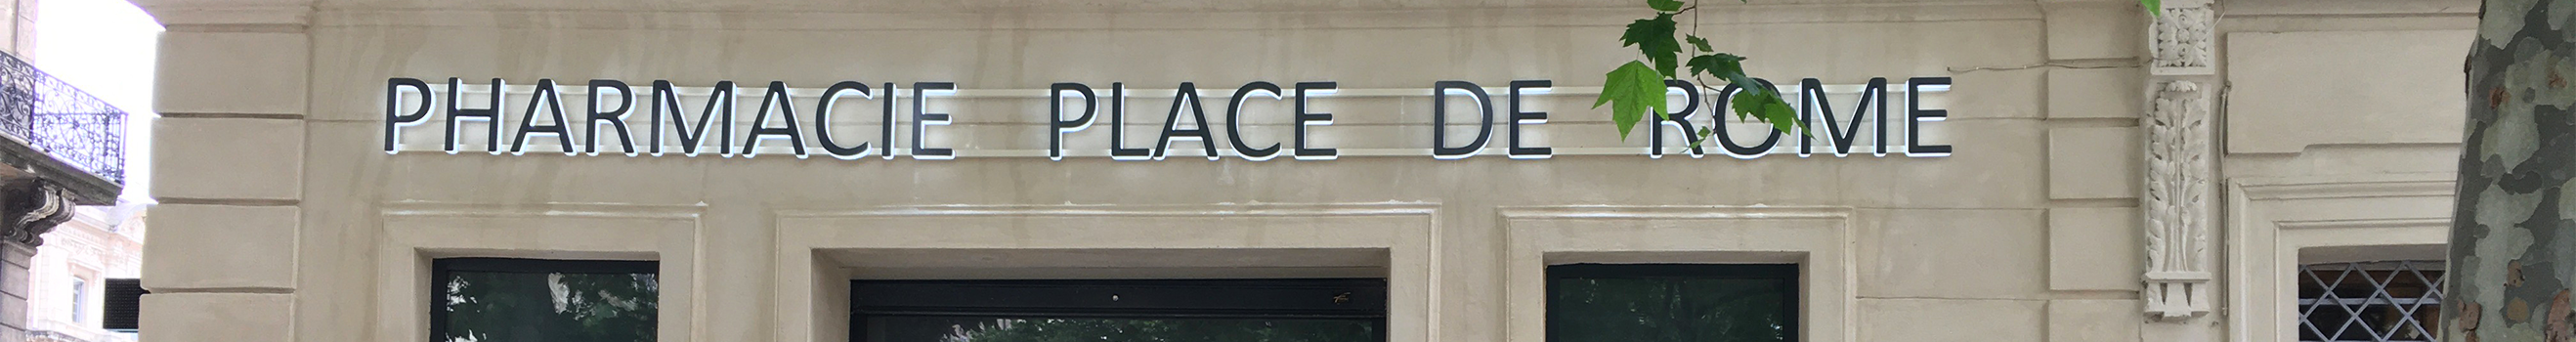 PHARMACIE PLACE DE ROME